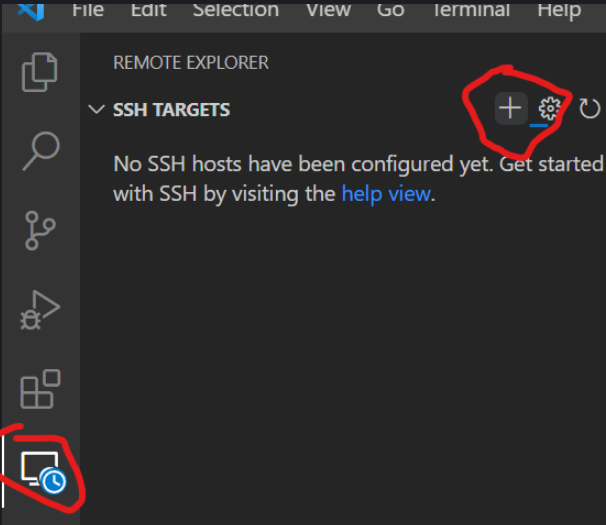 File Edit Selection View Go Terminal Help
REMOTE EXPLORER
SSH TARGETS
No SSH hosts have been configured yet. Get started
with SSH by visiting the help view.